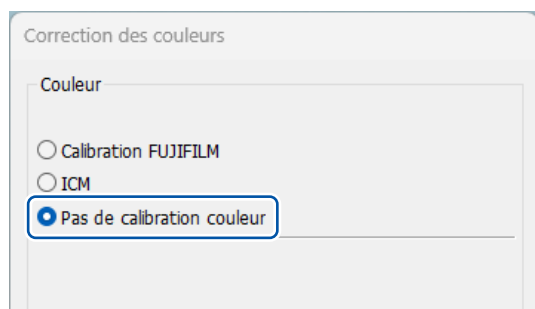 Correction des couleurs
Couleur
Calibration FUJIFILM
ICM
Pas de calibration couleur